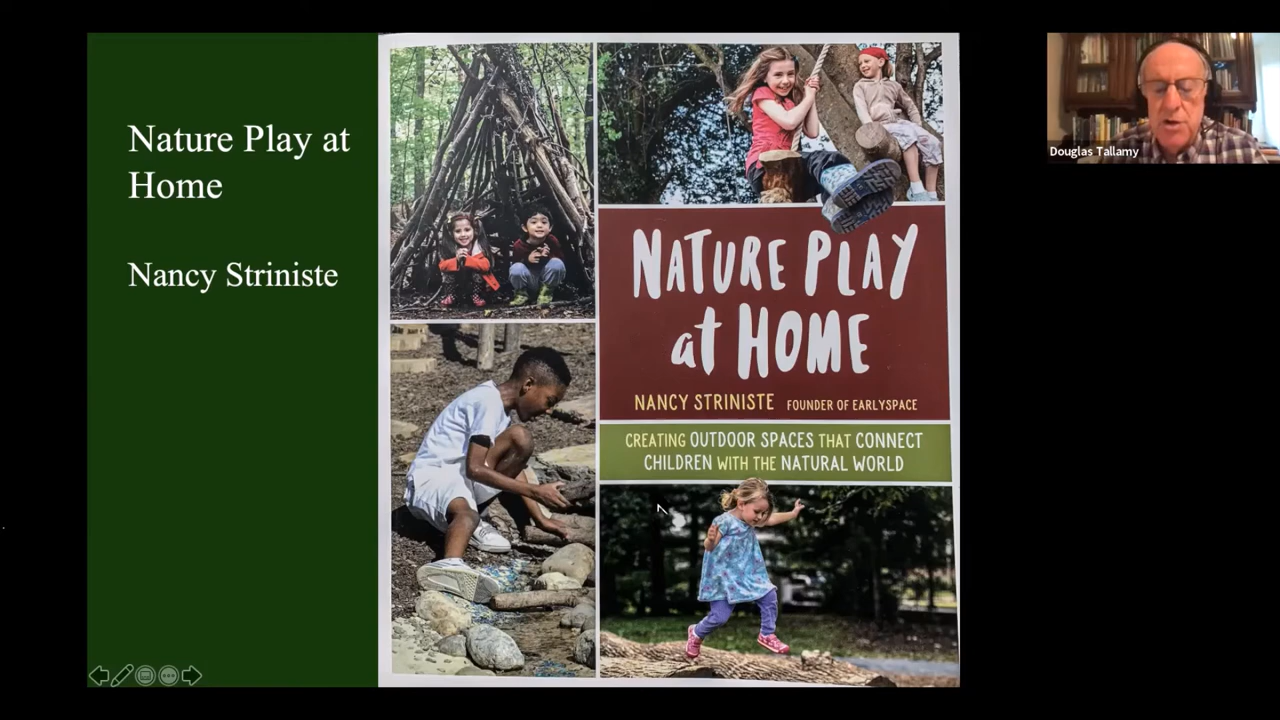 Nature Play at
Home
Nancy Striniste
NATURE PLAY
at HOME
NANCY STRINISTE FOUNDER OF EARLYSPACE
CREATING OUTDOOR SPACES THAT CONNECT
CHILDREN WITH THE NATURAL WORLD
Douglas Tallamy